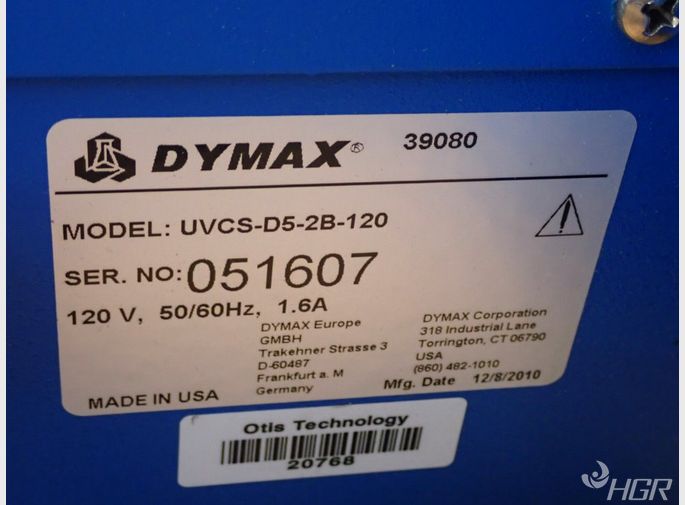 DYMAX® 39080
MODEL: UVCS-D5-2B-120
SER. NO: 051607
120 V, 50/60Hz, 1.6A
DYMAX Europe
GMBH
Trakehner Strasse 3
D-60487
Frankfurt a. M
Germany
DYMAX Corporation
318 Industrial Lane
Torrington, CT 06790
USA
(860) 482-1010
Mfg. Date 12/8/2010
MADE IN USA
Otis Technology
20768
HGR